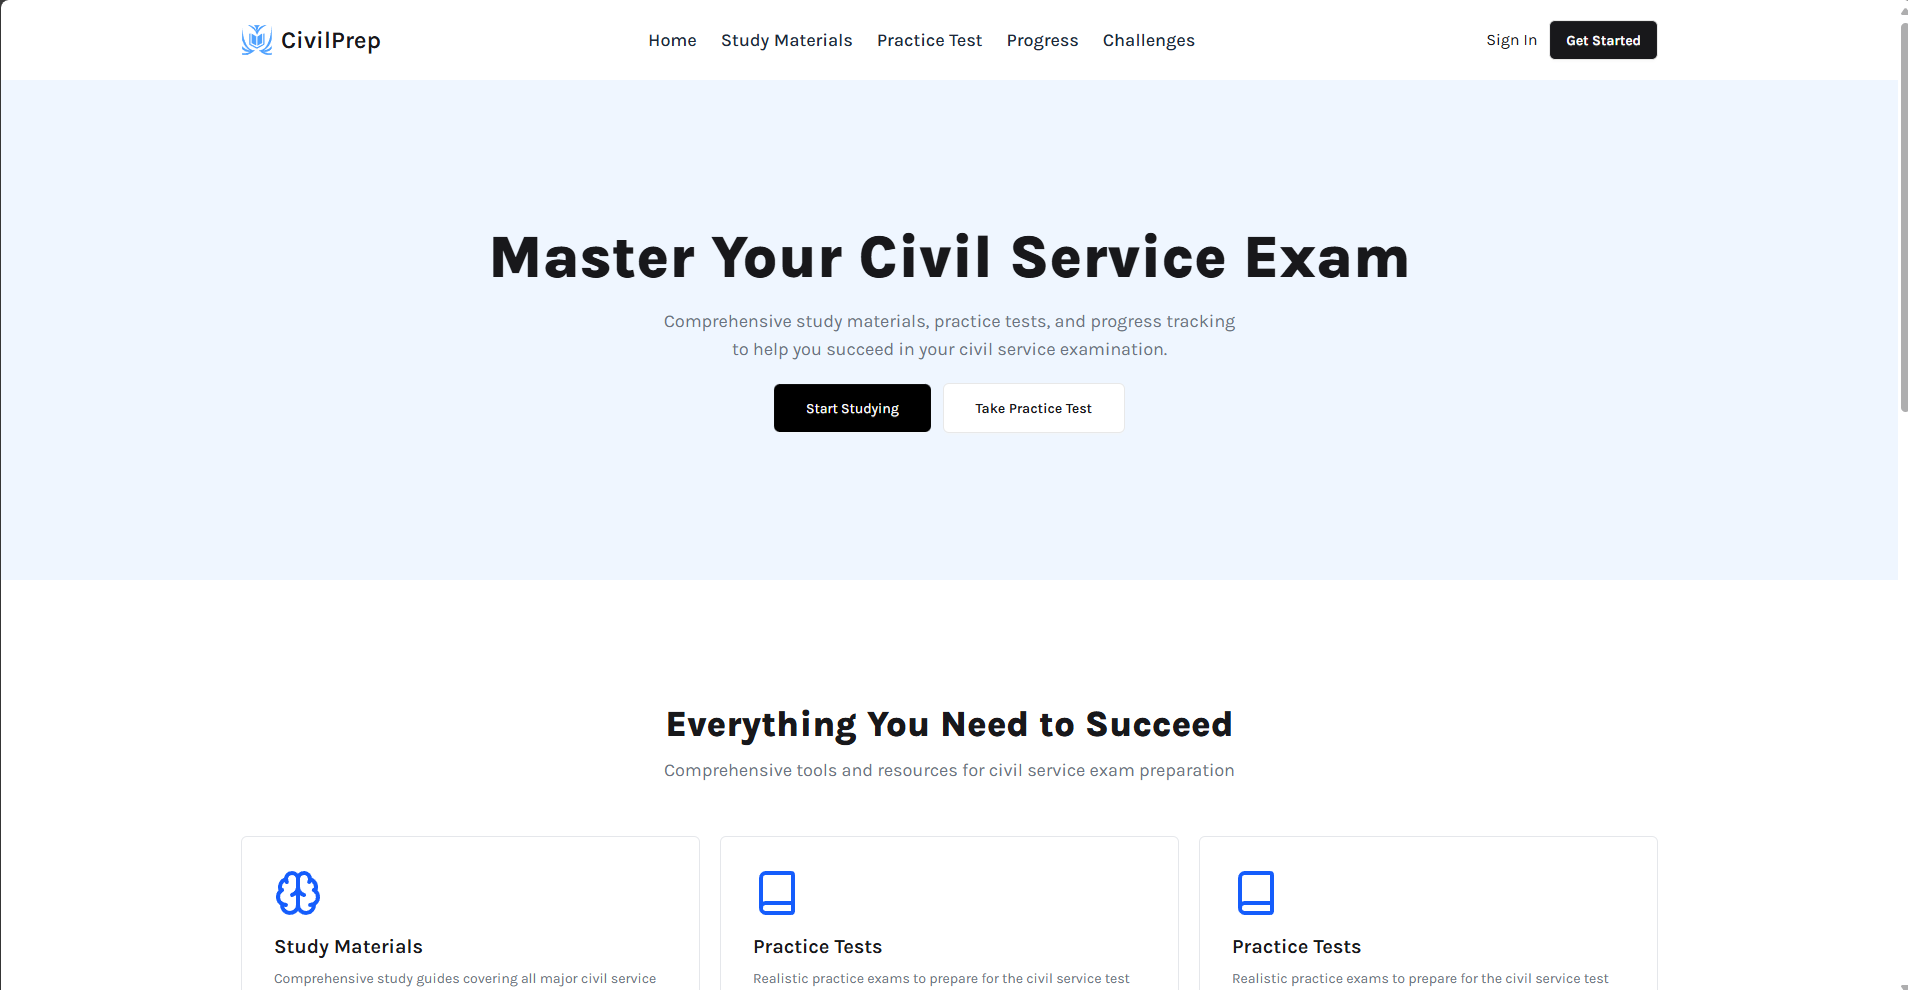 CivilPrep
Home
Study Materials
Practice Test
Progress
Challenges
Sign In
Get Started
Master Your Civil Service Exam
Comprehensive study materials, practice tests, and progress tracking
to help you succeed in your civil service examination.
Start Studying
Take Practice Test
Everything You Need to Succeed
Comprehensive tools and resources for civil service exam preparation
Study Materials
Comprehensive study guides covering all major civil service
Practice Tests
Realistic practice exams to prepare for the civil service test
Practice Tests
Realistic practice exams to prepare for the civil service test